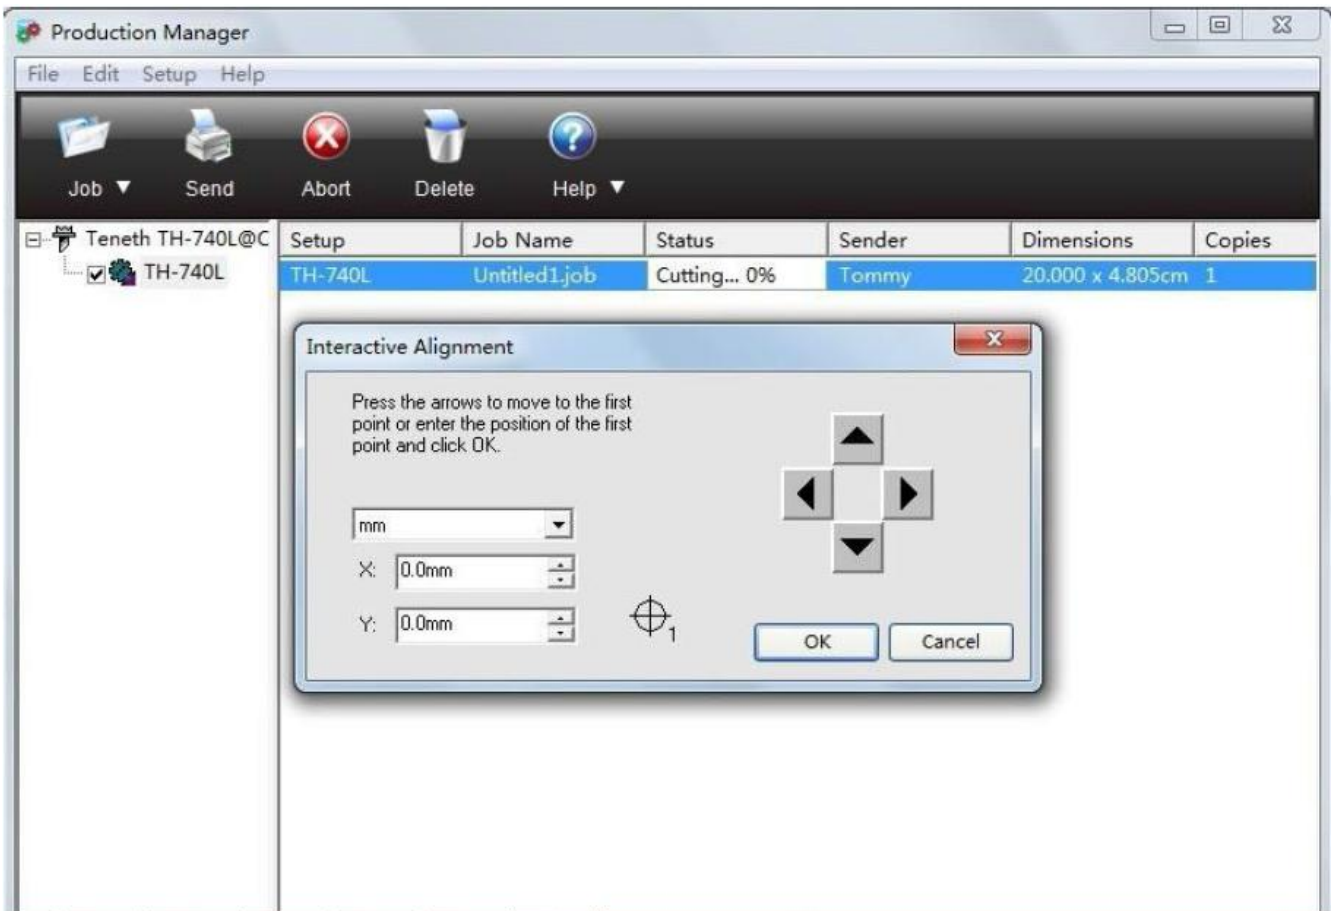 Production Manager
File Edit Setup Help
Job Send Abort Delete Help
Teneth TH-740L@C
TH-740L
Setup Job Name Status Sender Dimensions Copies
TH-740L Untitled1.job Cutting... 0% Tommy 20.000 x 4.805cm 1
Interactive Alignment
Press the arrows to move to the first
point or enter the position of the first
point and click OK.
mm
X: 0.0mm
Y: 0.0mm
1
OK Cancel